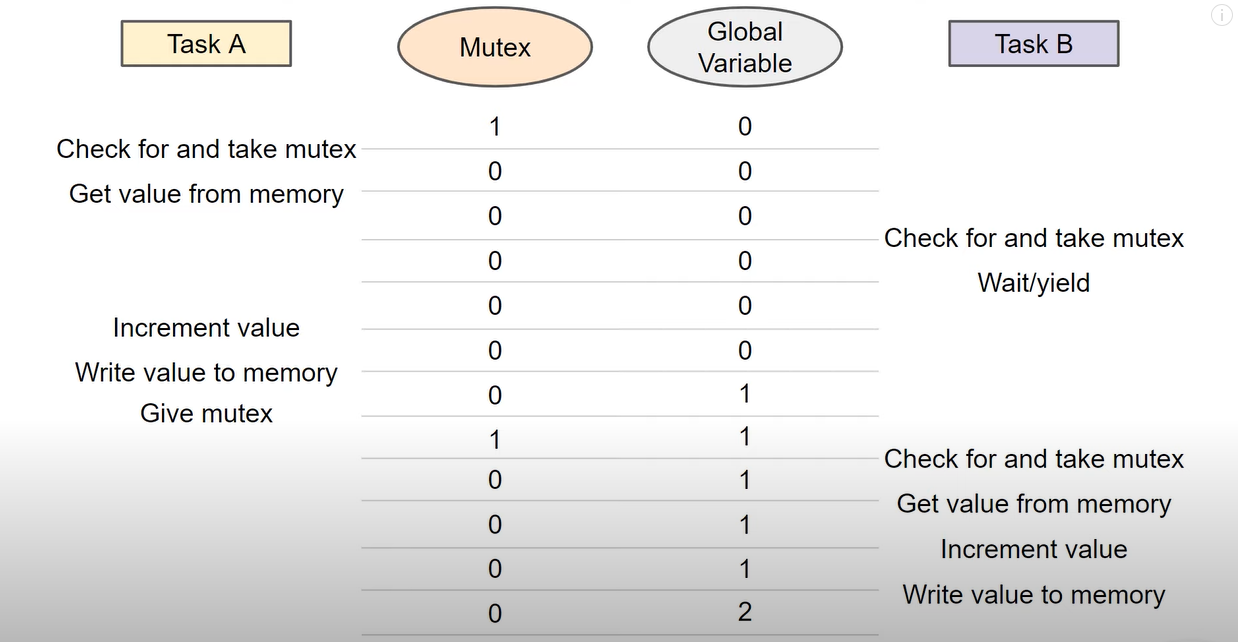 Task A
Mutex
Global
Variable
Task B
1 0
Check for and take mutex
0 0
Get value from memory
0 0
Check for and take mutex
0 0
Wait/yield
0 0
Increment value
0 0
Write value to memory
0 1
Give mutex
1 1
Check for and take mutex
0 1
Get value from memory
0 1
Increment value
0 1
Write value to memory
0 2